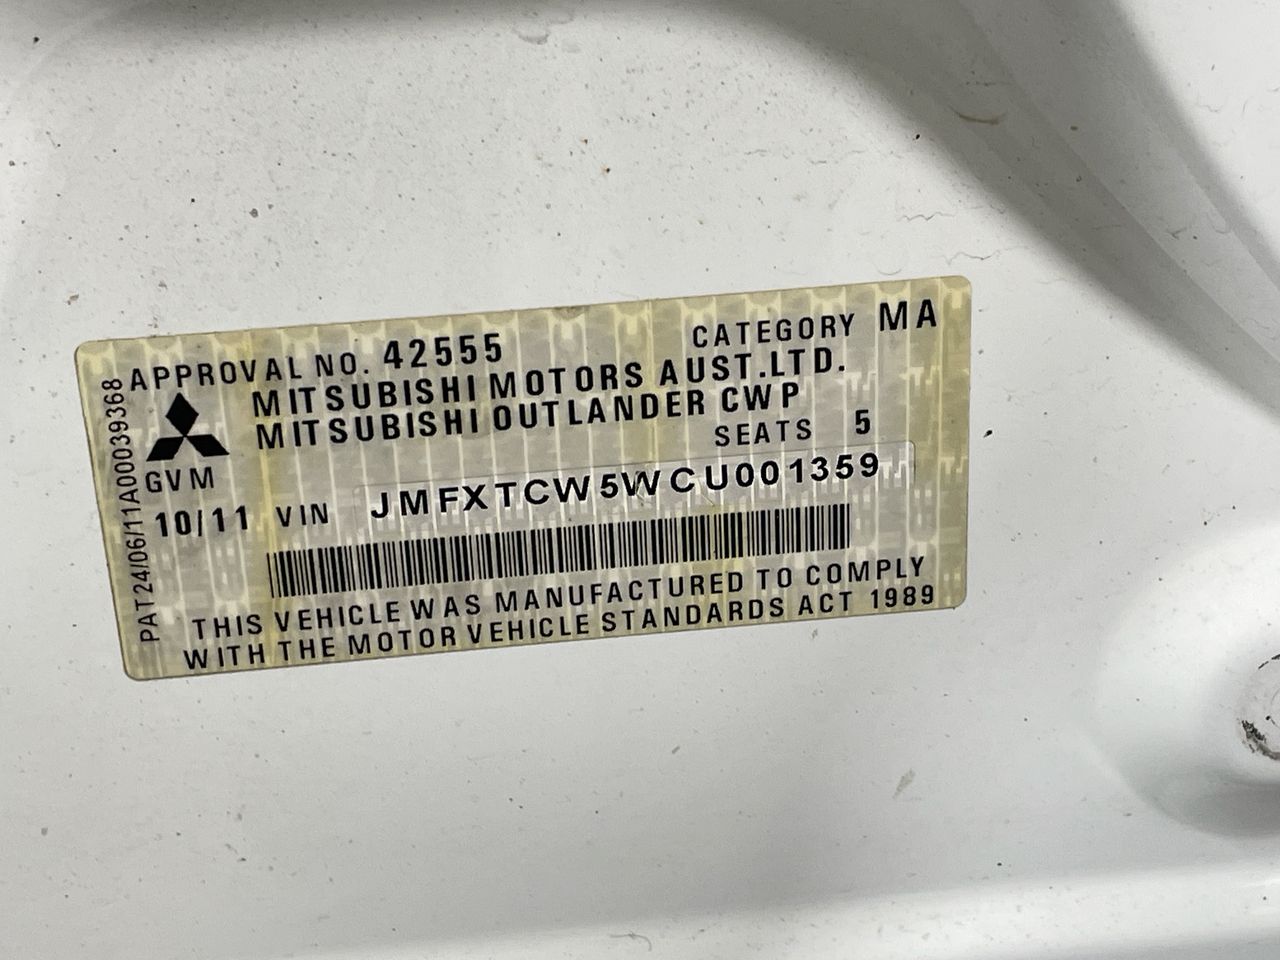 APPROVAL NO. 42555 CATEGORY MA
MITSUBISHI MOTORS AUST.LTD.
MITSUBISHI OUTLANDER CWP
SEATS 5
GVM
10/11 VIN JMFXTCW5WCU001359
THIS VEHICLE WAS MANUFACTURED TO COMPLY
WITH THE MOTOR VEHICLE STANDARDS ACT 1989
PAT24/06/11A00039368